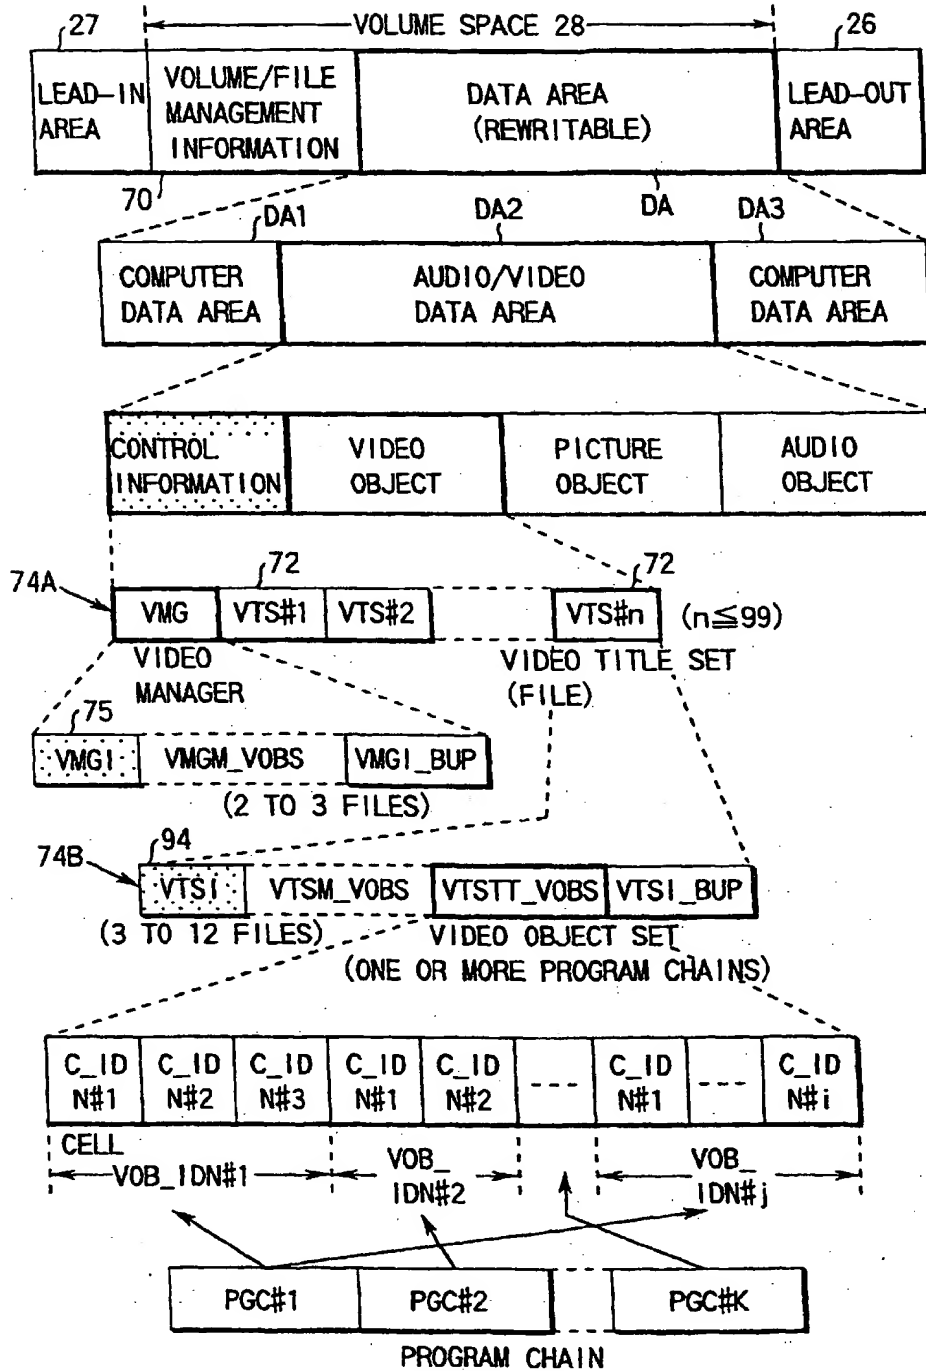 27
VOLUME SPACE 28
26
LEAD-IN AREA
VOLUME/FILE MANAGEMENT INFORMATION
DATA AREA (REWRITABLE)
LEAD-OUT AREA
70
DA1
DA2
DA
DA3
COMPUTER DATA AREA
AUDIO/VIDEO DATA AREA
COMPUTER DATA AREA
CONTROL INFORMATION
VIDEO OBJECT
PICTURE OBJECT
AUDIO OBJECT
74A
72
72
VMG
VTS#1
VTS#2
VTS#n
(n≦99)
VIDEO MANAGER
VIDEO TITLE SET (FILE)
75
VMGI
VMGM_VOBS
VMGI_BUP
(2 TO 3 FILES)
74B
94
VTSI
VTSM_VOBS
VTSTT_VOBS
VTSI_BUP
(3 TO 12 FILES)
VIDEO OBJECT SET
(ONE OR MORE PROGRAM CHAINS)
C_ID N#1
C_ID N#2
C_ID N#3
C_ID N#1
C_ID N#2
C_ID N#1
C_ID N#i
CELL
VOB_IDN#1
VOB_ IDN#2
VOB_ IDN#j
PGC#1
PGC#2
PGC#K
PROGRAM CHAIN